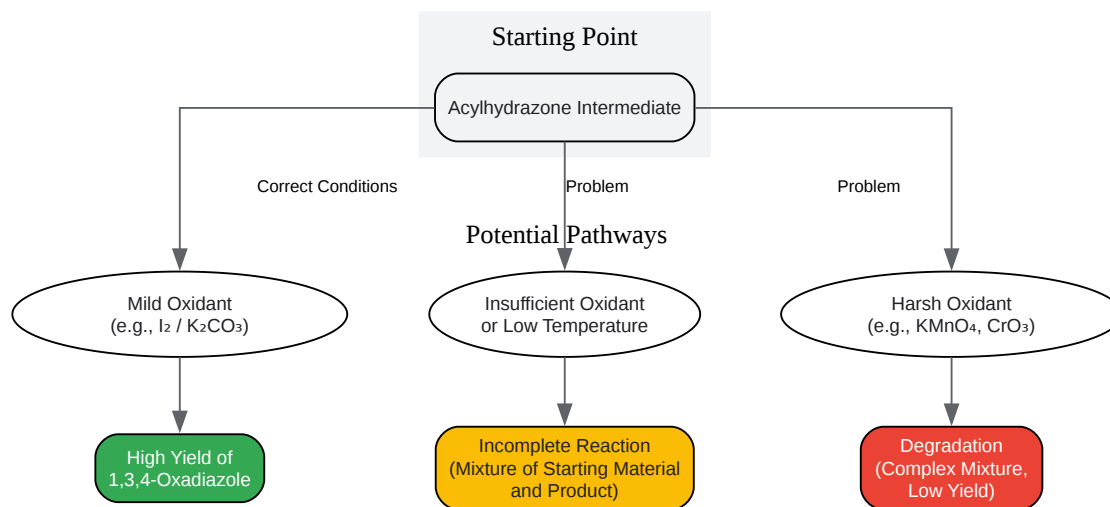 Starting Point
Acylhydrazone Intermediate
Correct Conditions
Problem
Problem
Potential Pathways
Mild Oxidant
(e.g., I₂ / K₂CO₃)
Insufficient Oxidant
or Low Temperature
Harsh Oxidant
(e.g., KMnO₄, CrO₃)
High Yield of
1,3,4-Oxadiazole
Incomplete Reaction
(Mixture of Starting Material
and Product)
Degradation
(Complex Mixture,
Low Yield)